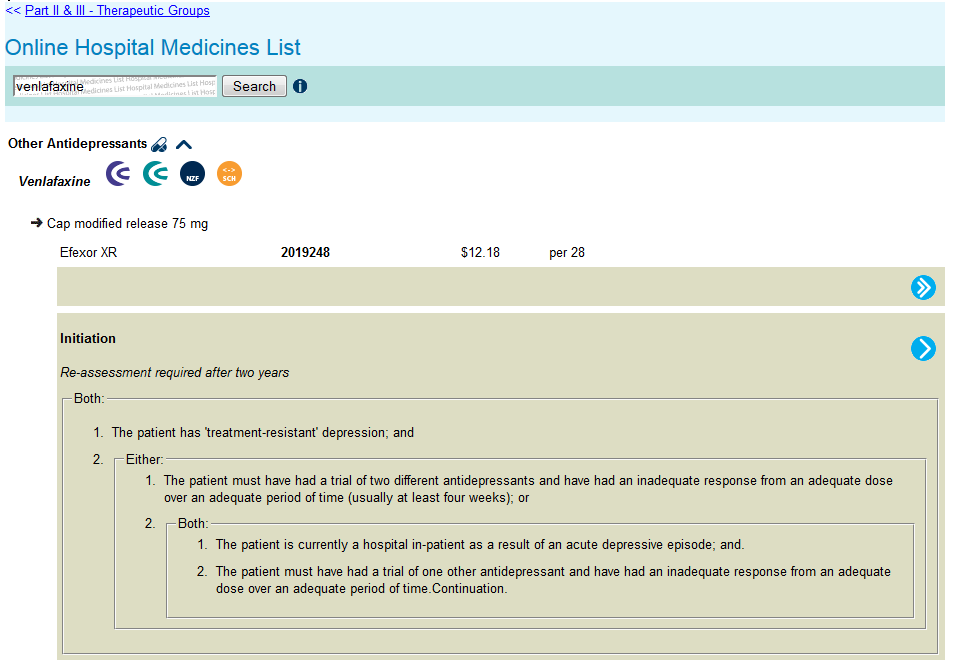 << Part II & III - Therapeutic Groups
Online Hospital Medicines List
venlafaxine
Search
i
Other Antidepressants
Venlafaxine
NZF
<->
SCH
Cap modified release 75 mg
Efexor XR 2019248 $12.18 per 28
Initiation
Re-assessment required after two years
Both:
1. The patient has 'treatment-resistant' depression; and
2. Either:
1. The patient must have had a trial of two different antidepressants and have had an inadequate response from an adequate dose
over an adequate period of time (usually at least four weeks); or
2. Both:
1. The patient is currently a hospital in-patient as a result of an acute depressive episode; and.
2. The patient must have had a trial of one other antidepressant and have had an inadequate response from an adequate
dose over an adequate period of time.Continuation.